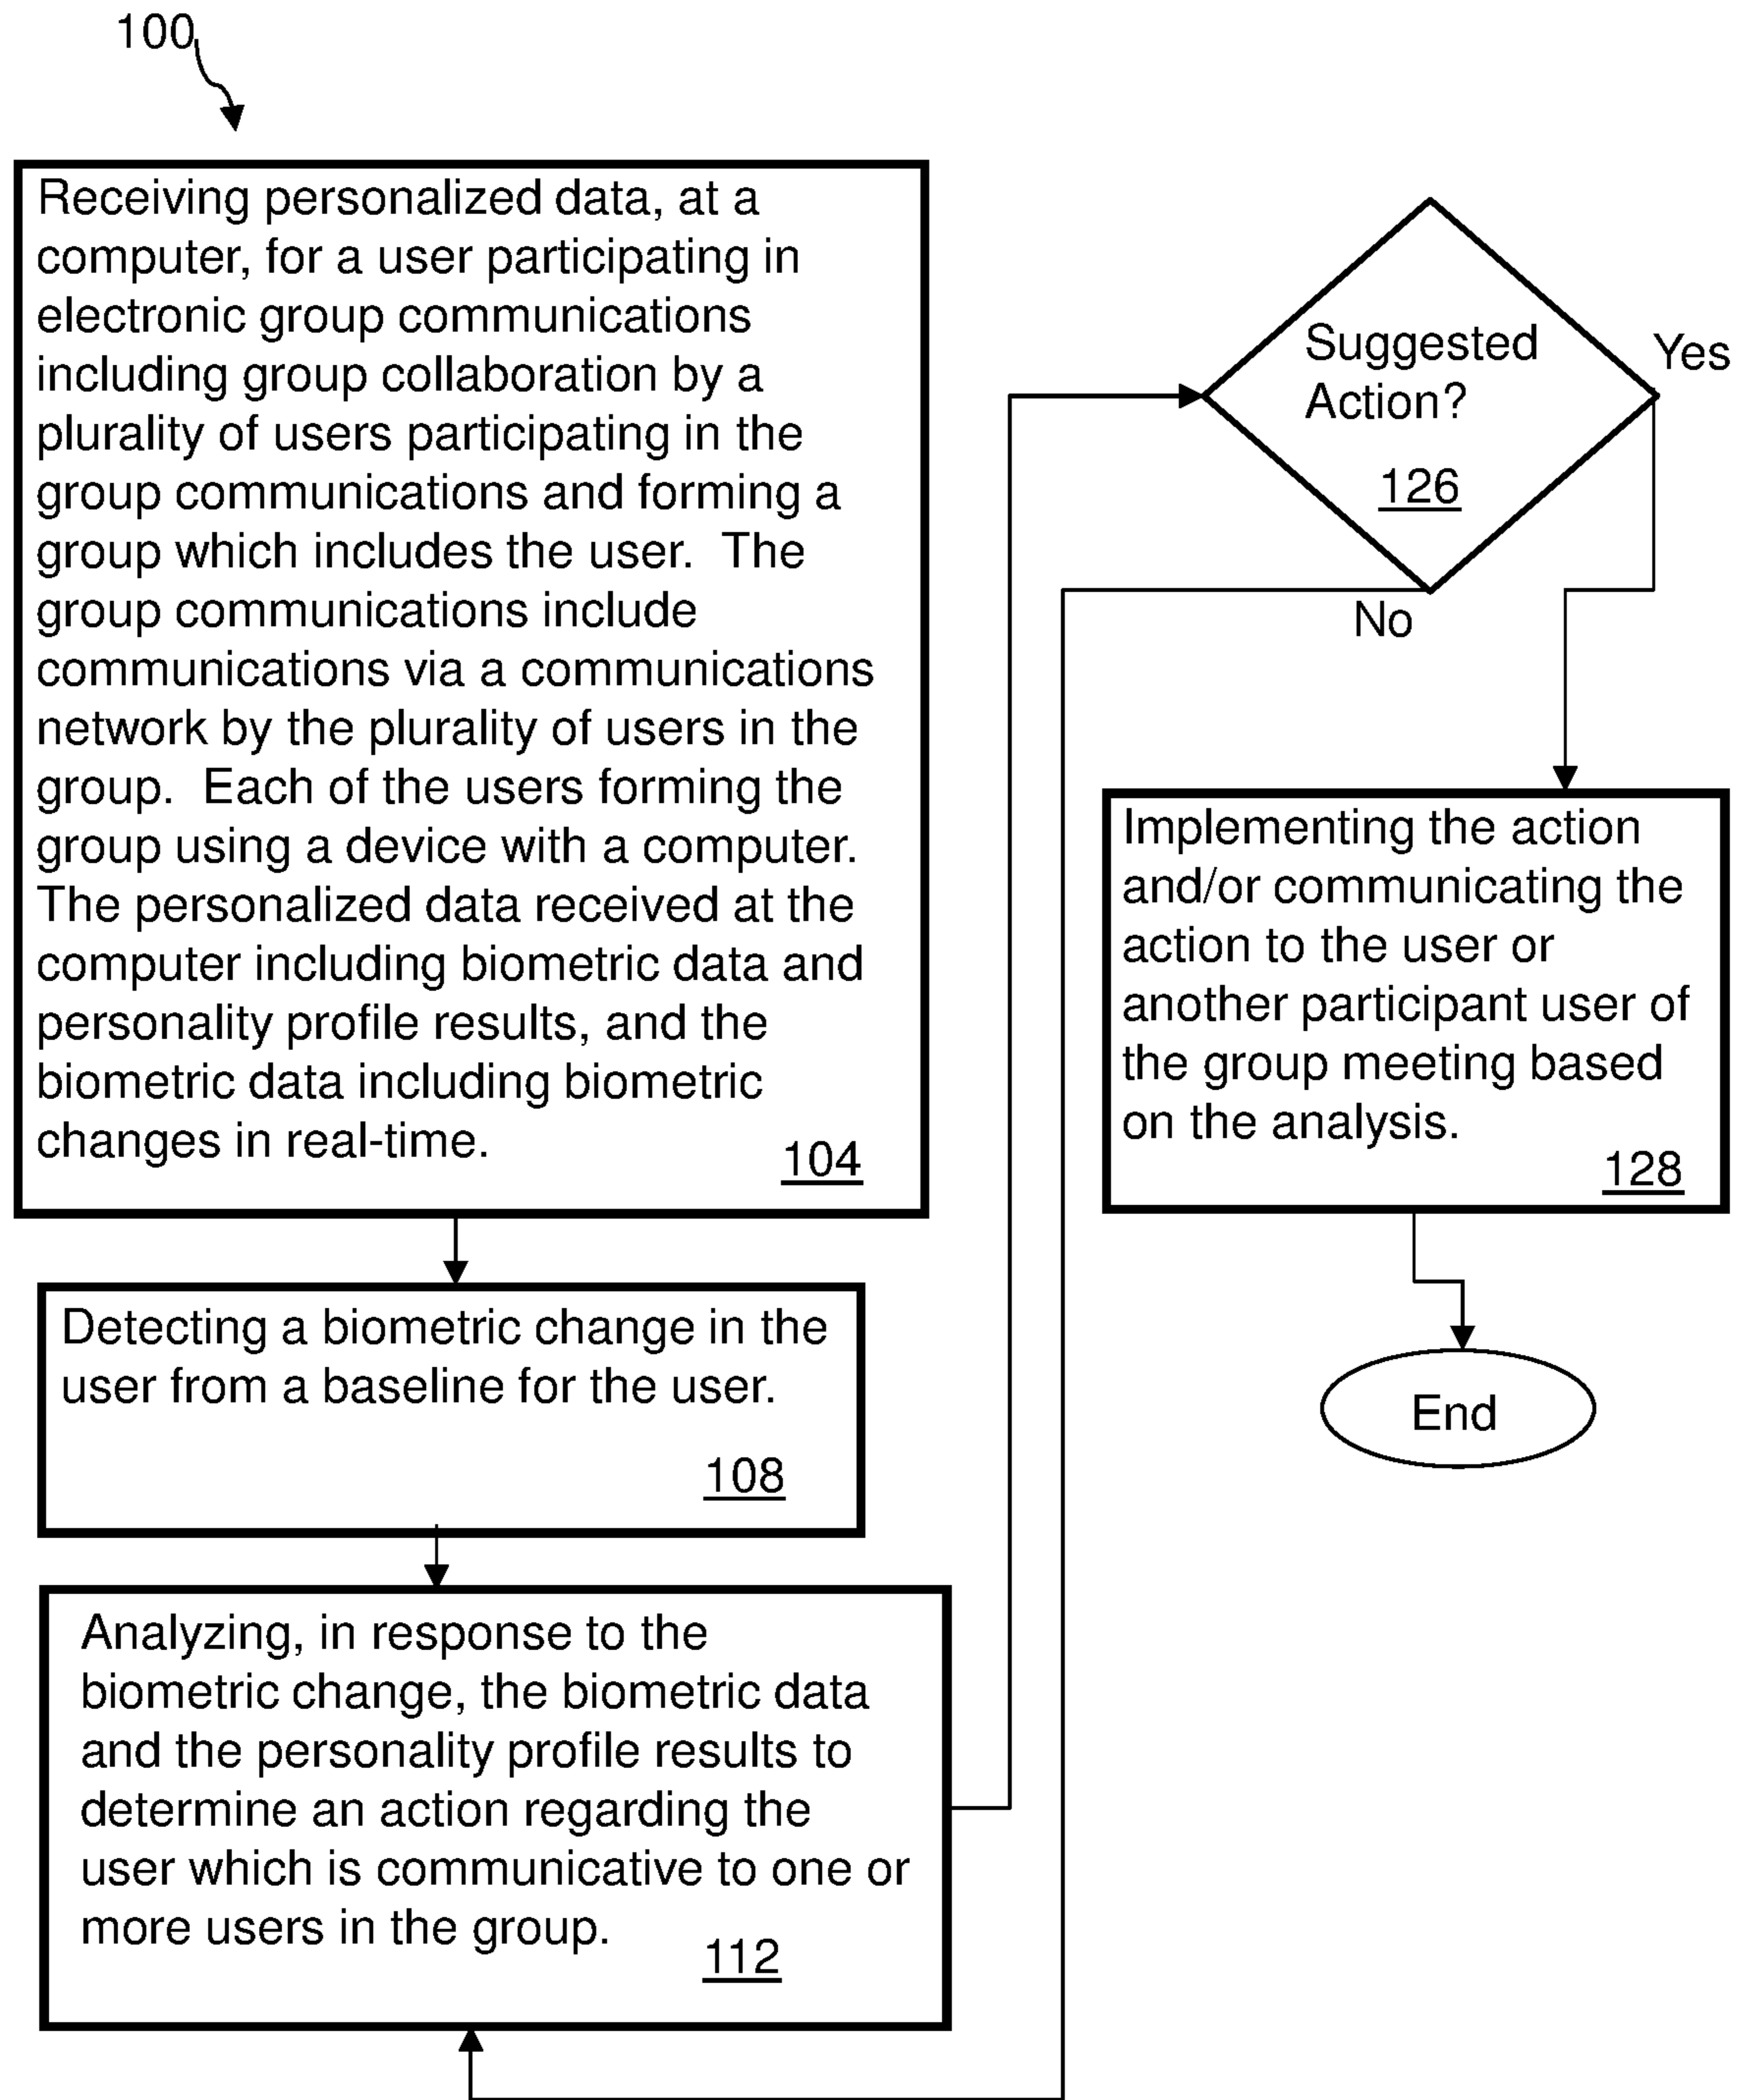 100
Receiving personalized data, at a
computer, for a user participating in
electronic group communications
including group collaboration by a
plurality of users participating in the
group communications and forming a
group which includes the user.  The
group communications include
communications via a communications
network by the plurality of users in the
group.  Each of the users forming the
group using a device with a computer.
The personalized data received at the
computer including biometric data and
personality profile results, and the
biometric data including biometric
changes in real-time.
104
Detecting a biometric change in the
user from a baseline for the user.
108
Analyzing, in response to the
biometric change, the biometric data
and the personality profile results to
determine an action regarding the
user which is communicative to one or
more users in the group.
112
Suggested
Action?
126
Yes
No
Implementing the action
and/or communicating the
action to the user or
another participant user of
the group meeting based
on the analysis.
128
End